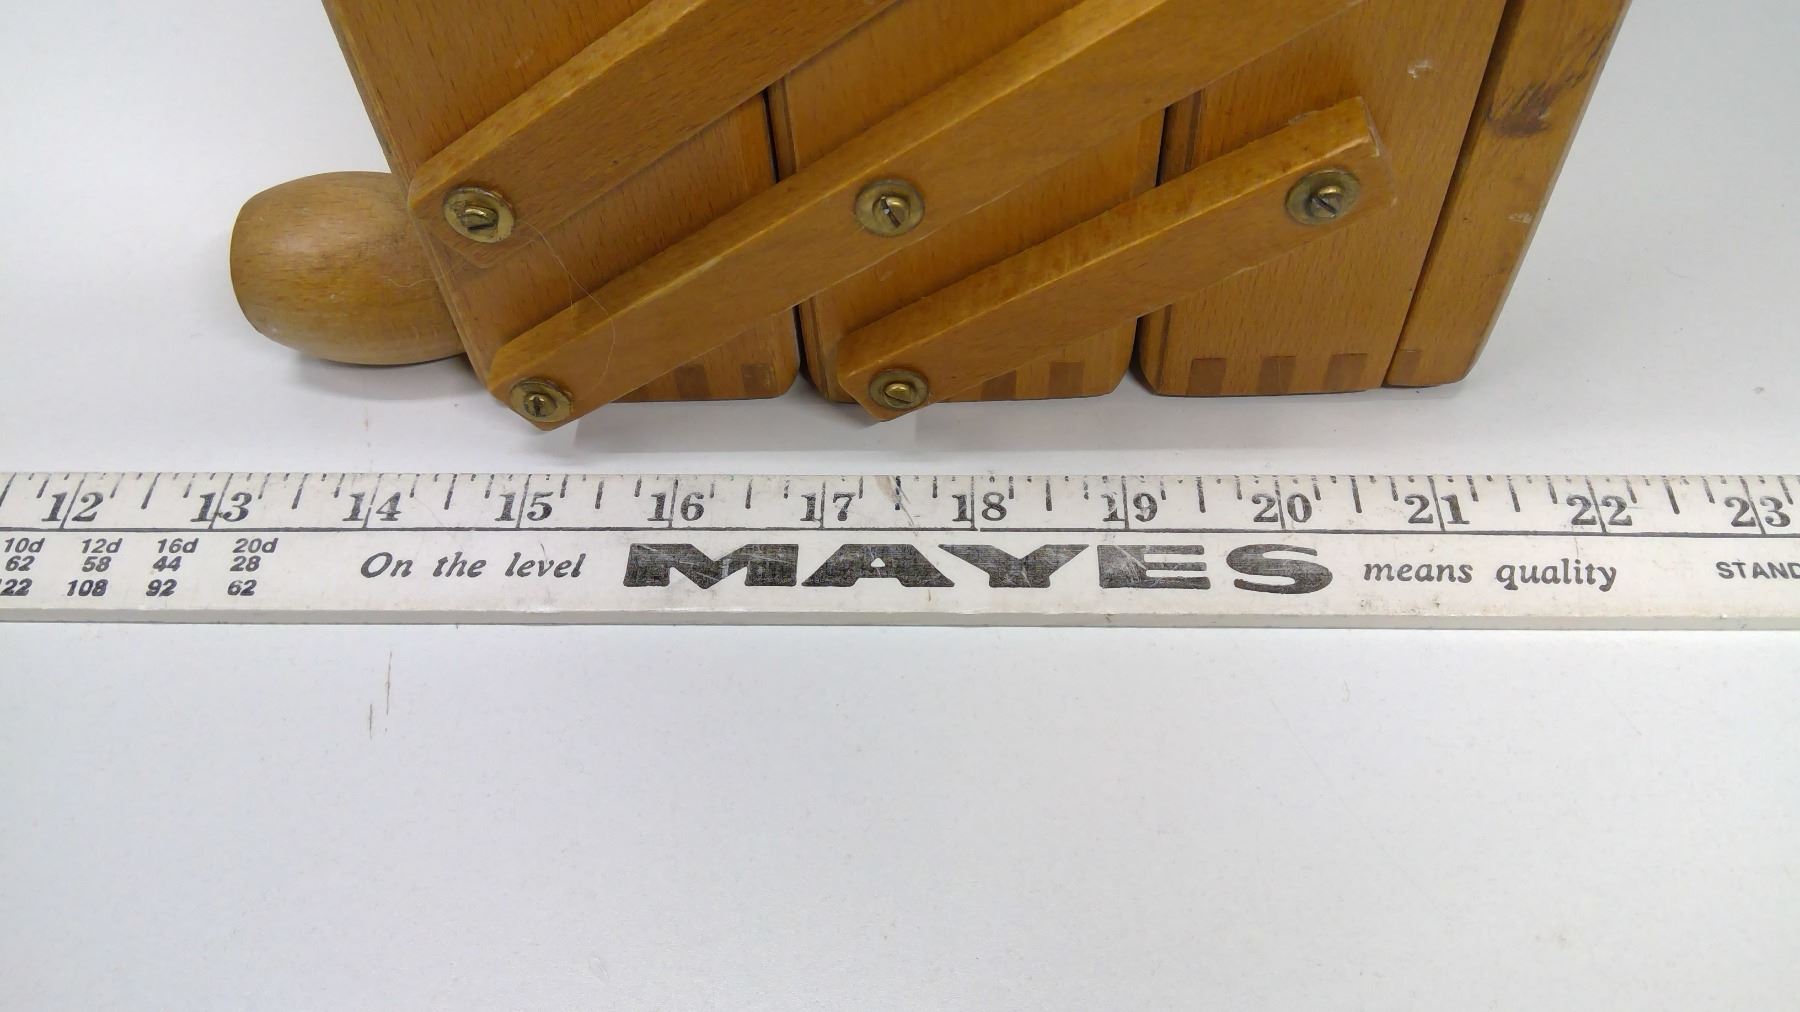 12 13 14 15 16 17 18 19 20 21 22 23
10d 12d 16d 20d
62 58 44 28
22 108 92 62
On the level MAYES means quality STAND